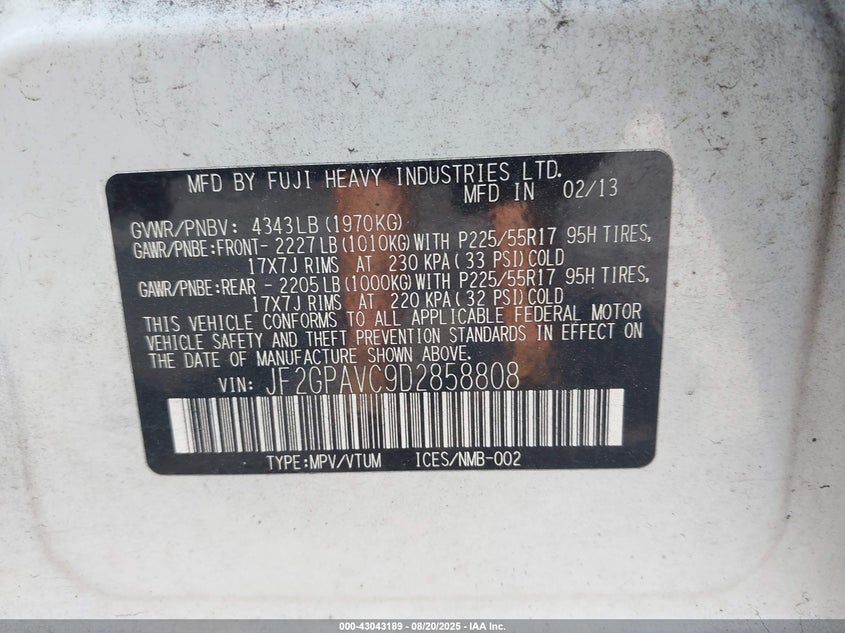 MFD BY FUJI HEAVY INDUSTRIES LTD.
MFD IN 02/13
GVWR/PNBV: 4343LB (1970KG)
GAWR/PNBE:FRONT- 2227LB(1010KG)WITH P225/55R17 95H TIRES,
17X7J RIMS AT 230 KPA(33 PSI)COLD
GAWR/PNBE:REAR - 2205LB(1000KG)WITH P225/55R17 95H TIRES,
17X7J RIMS AT 220 KPA(32 PSI)COLD
THIS VEHICLE CONFORMS TO ALL APPLICABLE FEDERAL MOTOR
VEHICLE SAFETY AND THEFT PREVENTION STANDARDS IN EFFECT ON
THE DATE OF MANUFACTURE SHOWN ABOVE.
VIN: JF2GPAVC9D2858808
TYPE:MPV/VTUM ICES/NMB-002
000-43043189 - 08/20/2025 - IAA Inc.